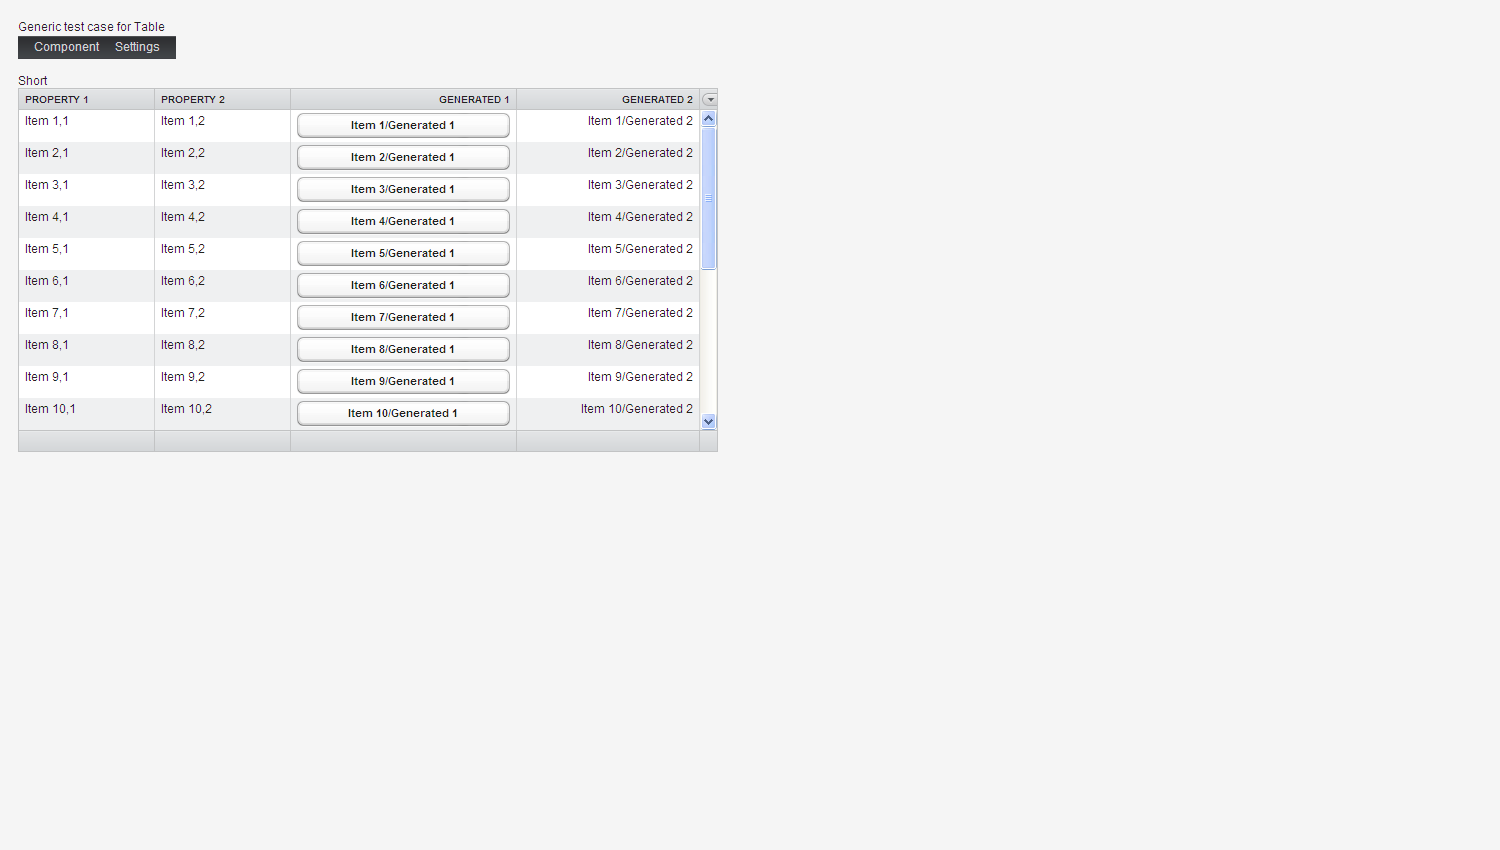 Generic test case for Table
Component Settings
Short
PROPERTY 1 PROPERTY 2 GENERATED 1 GENERATED 2
Item 1,1 Item 1,2 Item 1/Generated 1 Item 1/Generated 2
Item 2,1 Item 2,2 Item 2/Generated 1 Item 2/Generated 2
Item 3,1 Item 3,2 Item 3/Generated 1 Item 3/Generated 2
Item 4,1 Item 4,2 Item 4/Generated 1 Item 4/Generated 2
Item 5,1 Item 5,2 Item 5/Generated 1 Item 5/Generated 2
Item 6,1 Item 6,2 Item 6/Generated 1 Item 6/Generated 2
Item 7,1 Item 7,2 Item 7/Generated 1 Item 7/Generated 2
Item 8,1 Item 8,2 Item 8/Generated 1 Item 8/Generated 2
Item 9,1 Item 9,2 Item 9/Generated 1 Item 9/Generated 2
Item 10,1 Item 10,2 Item 10/Generated 1 Item 10/Generated 2